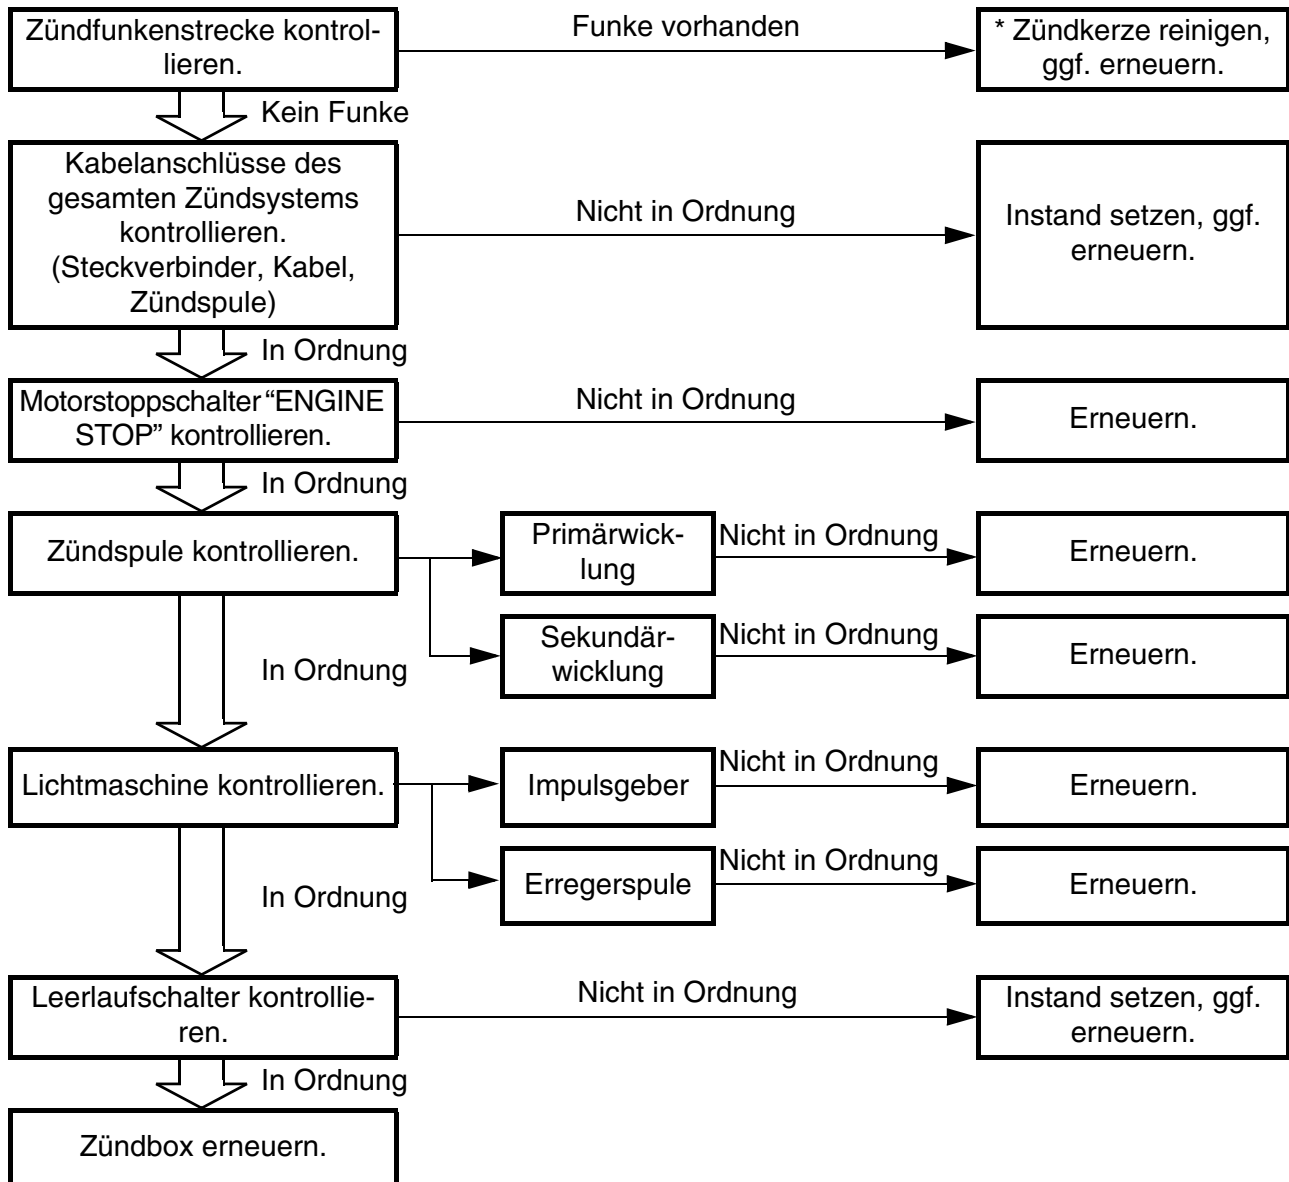 Zündfunkenstrecke kontrol-
lieren.
Funke vorhanden
* Zündkerze reinigen,
ggf. erneuern.
Kein Funke
Kabelanschlüsse des
gesamten Zündsystems
kontrollieren.
(Steckverbinder, Kabel,
Zündspule)
Nicht in Ordnung
Instand setzen, ggf.
erneuern.
In Ordnung
Motorstoppschalter “ENGINE
STOP” kontrollieren.
Nicht in Ordnung
Erneuern.
In Ordnung
Zündspule kontrollieren.
Primärwick-
lung
Nicht in Ordnung
Erneuern.
Sekundär-
wicklung
Nicht in Ordnung
Erneuern.
In Ordnung
Lichtmaschine kontrollieren.
Impulsgeber
Nicht in Ordnung
Erneuern.
Erregerspule
Nicht in Ordnung
Erneuern.
In Ordnung
Leerlaufschalter kontrollie-
ren.
Nicht in Ordnung
Instand setzen, ggf.
erneuern.
In Ordnung
Zündbox erneuern.